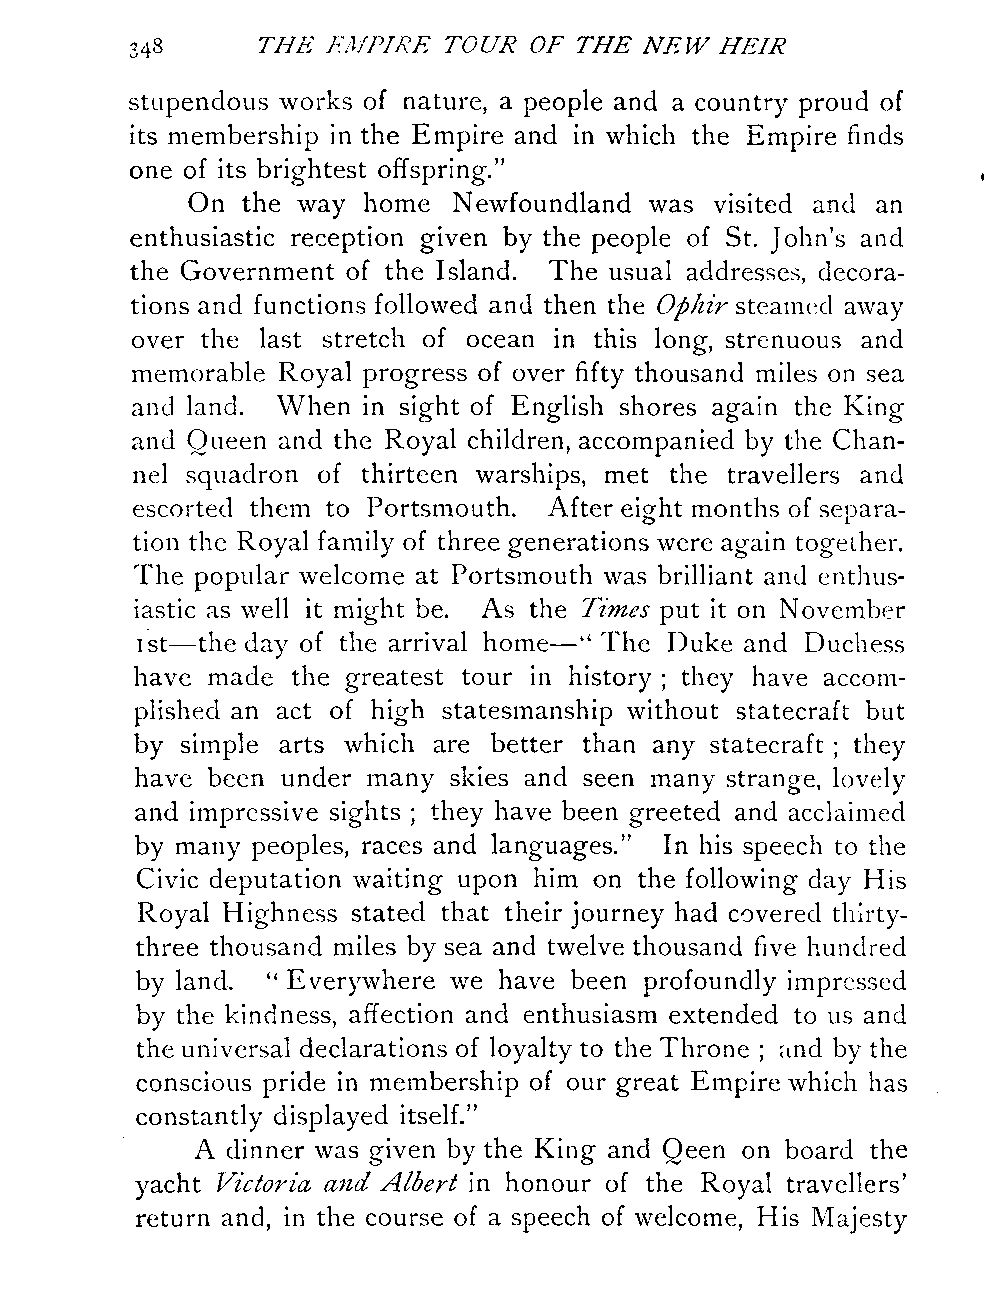 348 THE EMPIRE TOUR OF THE NEW HEIR
stupendous works of nature, a people and a country proud of
its membership in the Empire and in which the Empire finds
one of its brightest offspring.”
On the way home Newfoundland was visited and an
enthusiastic reception given by the people of St. John's and
the Government of the Island. The usual addresses, decora-
tions and functions followed and then the Ophir steamed away
over the last stretch of ocean in this long, strenuous and
memorable Royal progress of over fifty thousand miles on sea
and land. When in sight of English shores again the King
and Queen and the Royal children, accompanied by the Chan-
nel squadron of thirteen warships, met the travellers and
escorted them to Portsmouth. After eight months of separa-
tion the Royal family of three generations were again together.
The popular welcome at Portsmouth was brilliant and enthus-
iastic as well it might be. As the Times put it on November
1st—the day of the arrival home—“ The Duke and Duchess
have made the greatest tour in history ; they have accom-
plished an act of high statesmanship without statecraft but
by simple arts which are better than any statecraft ; they
have been under many skies and seen many strange, lovely
and impressive sights ; they have been greeted and acclaimed
by many peoples, races and languages.” In his speech to the
Civic deputation waiting upon him on the following day His
Royal Highness stated that their journey had covered thirty-
three thousand miles by sea and twelve thousand five hundred
by land. “ Everywhere we have been profoundly impressed
by the kindness, affection and enthusiasm extended to us and
the universal declarations of loyalty to the Throne ; and by the
conscious pride in membership of our great Empire which has
constantly displayed itself.”
A dinner was given by the King and Qeen on board the
yacht Victoria and Albert in honour of the Royal travellers'
return and, in the course of a speech of welcome, His Majesty